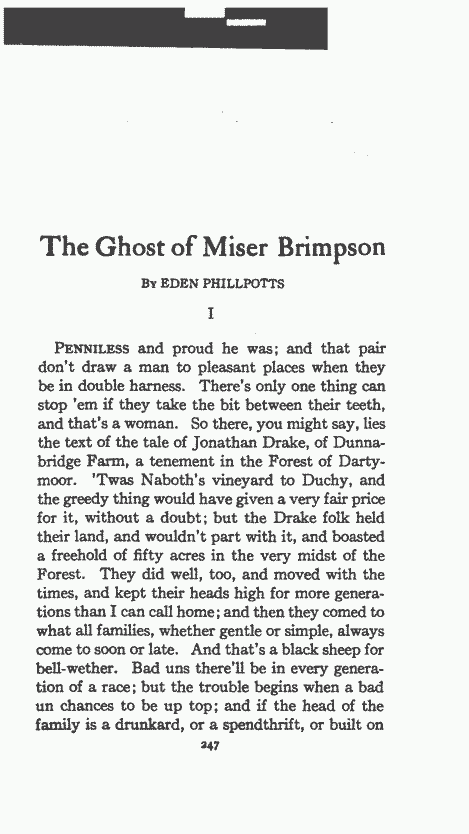 The Ghost of Miser Brimpson
By EDEN PHILLPOTTS
I
PENNILESS and proud he was; and that pair
don't draw a man to pleasant places when they
be in double harness. There's only one thing can
stop 'em if they take the bit between their teeth,
and that's a woman. So there, you might say, lies
the text of the tale of Jonathan Drake, of Dunna-
bridge Farm, a tenement in the Forest of Darty-
moor. 'Twas Naboth's vineyard to Duchy, and
the greedy thing would have given a very fair price
for it, without a doubt; but the Drake folk held
their land, and wouldn't part with it, and boasted
a freehold of fifty acres in the very midst of the
Forest. They did well, too, and moved with the
times, and kept their heads high for more genera-
tions than I can call home; and then they comed to
what all families, whether gentle or simple, always
come to soon or late. And that's a black sheep for
bell-wether. Bad uns there'll be in every genera-
tion of a race; but the trouble begins when a bad
un chances to be up top; and if the head of the
family is a drunkard, or a spendthrift, or built on
247